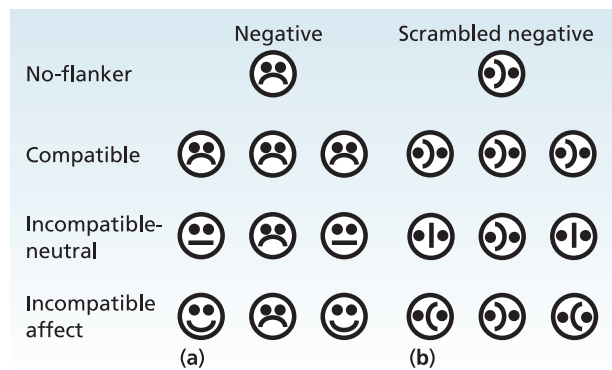 Negative Scrambled negative
No-flanker
Compatible
Incompatible-
neutral
Incompatible
affect
(a) (b)